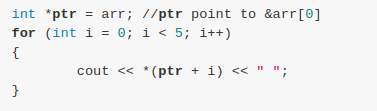 int *ptr = arr; //ptr point to &arr[0]
for (int i = 0; i < 5; i++)
{
        cout << *(ptr + i) << " ";
}